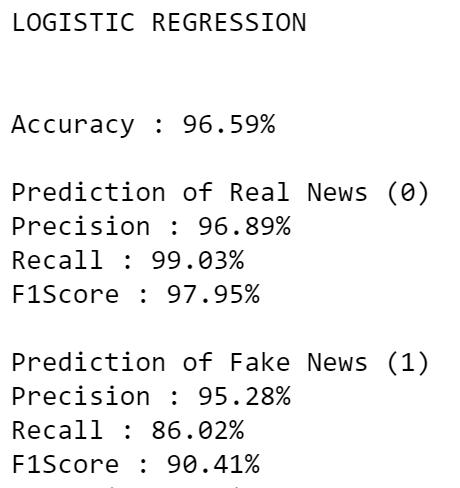 LOGISTIC REGRESSION
Accuracy : 96.59%
Prediction of Real News (0)
Precision : 96.89%
Recall : 99.03%
F1Score : 97.95%
Prediction of Fake News (1)
Precision : 95.28%
Recall : 86.02%
F1Score : 90.41%